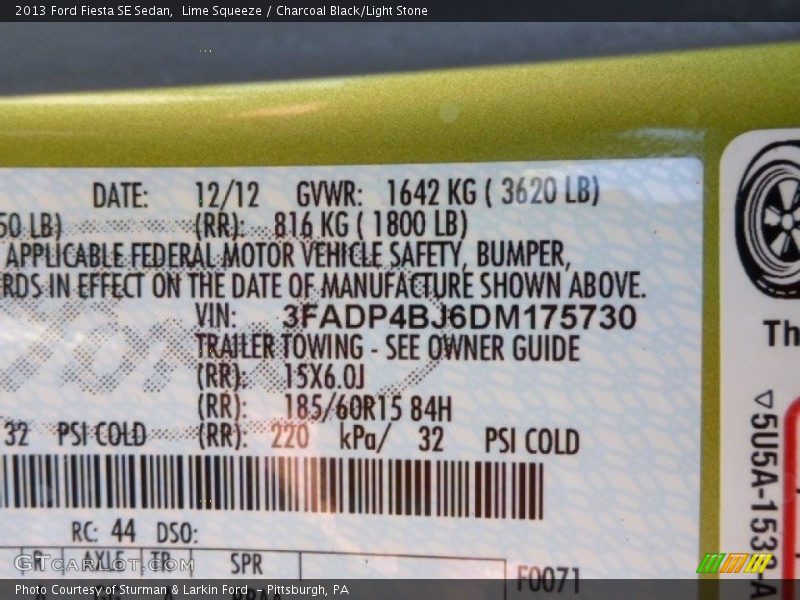 2013 Ford Fiesta SE Sedan,  Lime Squeeze / Charcoal Black/Light Stone
DATE: 12/12 GVWR: 1642 KG ( 3620 LB)
50 LB) (RR): 816 KG ( 1800 LB)
APPLICABLE FEDERAL MOTOR VEHICLE SAFETY, BUMPER,
RDS IN EFFECT ON THE DATE OF MANUFACTURE SHOWN ABOVE.
VIN: 3FADP4BJ6DM175730
TRAILER TOWING - SEE OWNER GUIDE
(RR): 15X6.0J
(RR): 185/60R15 84H
32 PSI COLD (RR): 220 kPa/ 32 PSI COLD
RC: 44 DSO:
R AXLE TR SPR
F0071
Th
5U5A-1532-A
GTCarLot.com
Photo Courtesy of Sturman & Larkin Ford  - Pittsburgh, PA